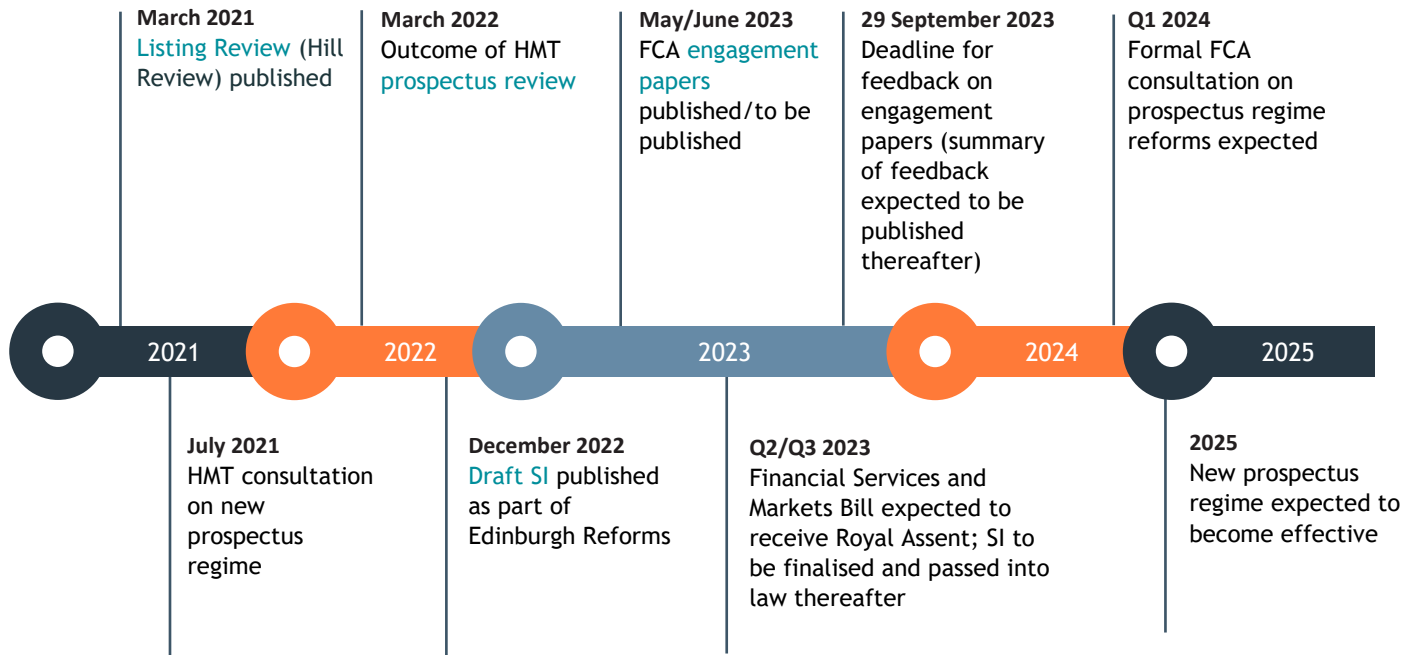 March 2021
Listing Review (Hill
Review) published
March 2022
Outcome of HMT
prospectus review
May/June 2023
FCA engagement
papers
published/to be
published
29 September 2023
Deadline for
feedback on
engagement
papers (summary
of feedback
expected to be
published
thereafter)
Q1 2024
Formal FCA
consultation on
prospectus regime
reforms expected
2021
2022
2023
2024
2025
July 2021
HMT consultation
on new
prospectus
regime
December 2022
Draft SI published
as part of
Edinburgh Reforms
Q2/Q3 2023
Financial Services and
Markets Bill expected to
receive Royal Assent; SI to
be finalised and passed into
law thereafter
2025
New prospectus
regime expected to
become effective